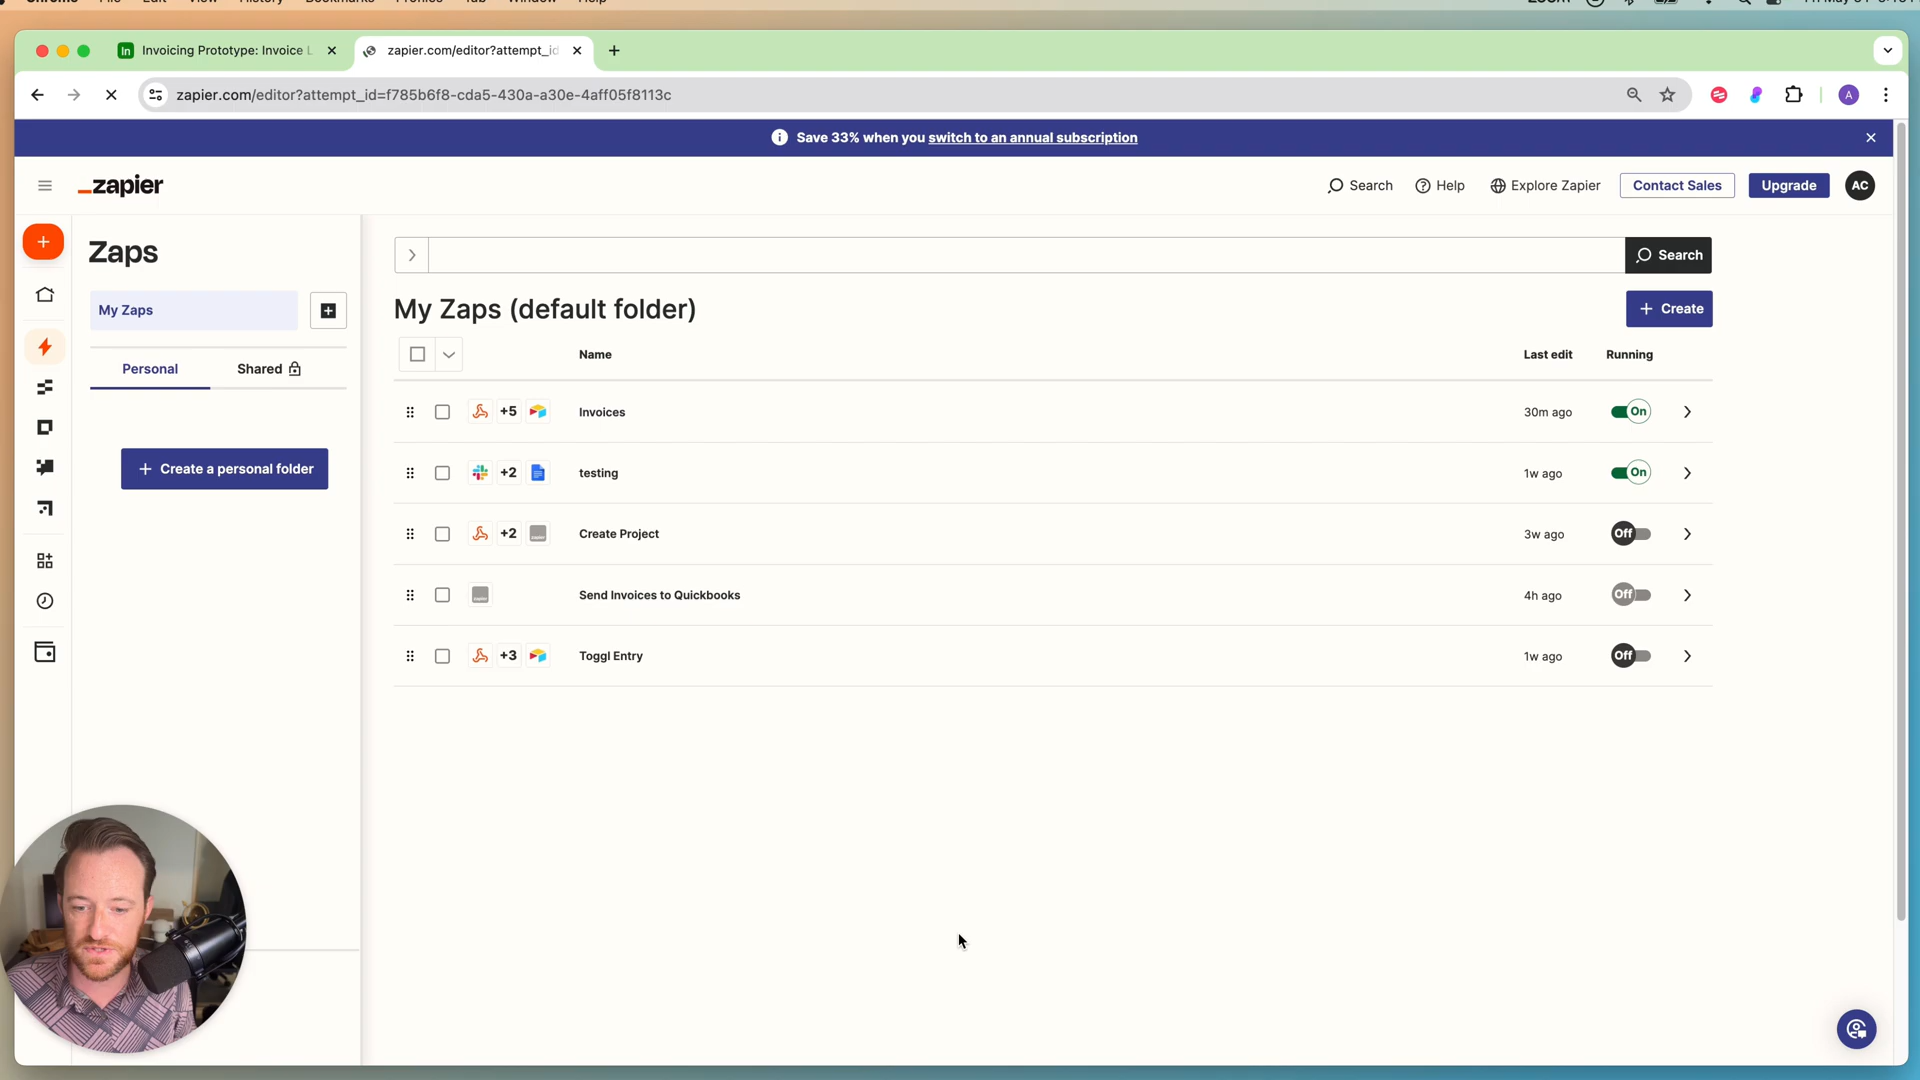 Invoicing Prototype: Invoice L
zapier.com/editor?attempt_id
zapier.com/editor?attempt_id=f785b6f8-cda5-430a-a30e-4aff05f8113c
A
Save 33% when you switch to an annual subscription
zapier
Search
Help
Explore Zapier
Contact Sales
Upgrade
AC
Zaps
My Zaps
Personal
Shared
+ Create a personal folder
Search
My Zaps (default folder)
+ Create
Name
Last edit
Running
+5
Invoices
30m ago
On
+2
testing
1w ago
On
+2
Create Project
3w ago
Off
Send Invoices to Quickbooks
4h ago
Off
+3
Toggl Entry
1w ago
Off